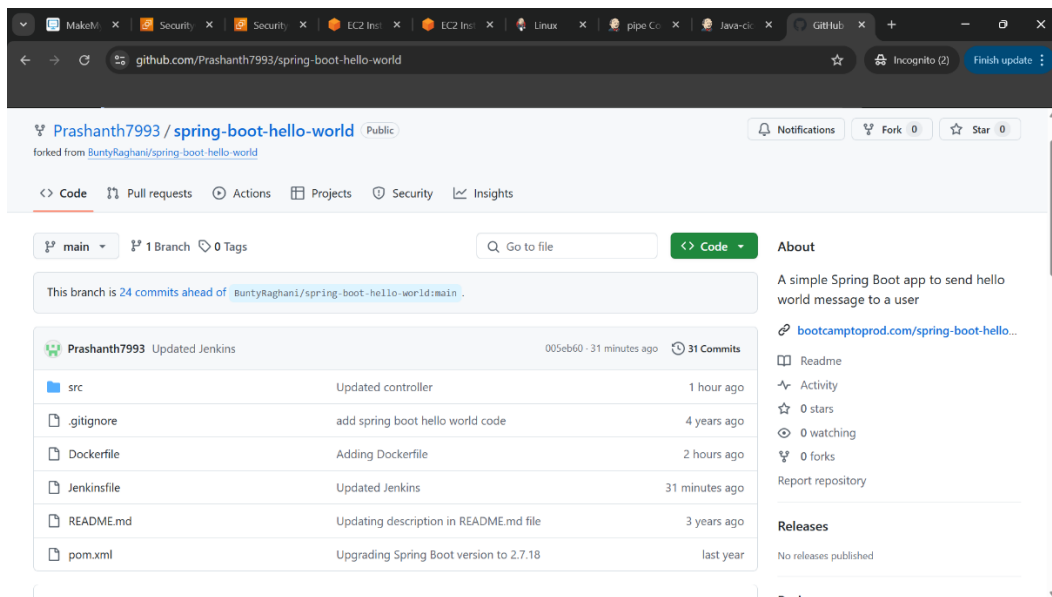 MakeM
Security
Security
EC2 Inst
EC2 Inst
Linux
pipe Co
Java-cic
GitHub
github.com/Prashanth7993/spring-boot-hello-world
Incognito (2)
Finish update
Prashanth7993 / spring-boot-hello-world Public
Notifications
Fork 0
Star 0
forked from BuntyRaghani/spring-boot-hello-world
Code
Pull requests
Actions
Projects
Security
Insights
main
1 Branch
0 Tags
Go to file
Code
This branch is 24 commits ahead of BuntyRaghani/spring-boot-hello-world:main .
Prashanth7993 Updated Jenkins 005eb60 · 31 minutes ago 31 Commits
src Updated controller 1 hour ago
.gitignore add spring boot hello world code 4 years ago
Dockerfile Adding Dockerfile 2 hours ago
Jenkinsfile Updated Jenkins 31 minutes ago
README.md Updating description in README.md file 3 years ago
pom.xml Upgrading Spring Boot version to 2.7.18 last year
About
A simple Spring Boot app to send hello
world message to a user
bootcamptoprod.com/spring-boot-hello...
Readme
Activity
0 stars
0 watching
0 forks
Report repository
Releases
No releases published